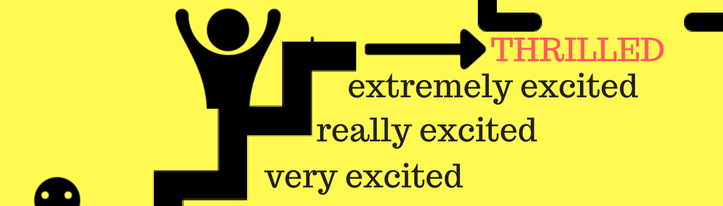 THRILLED
extremely excited
really excited
very excited